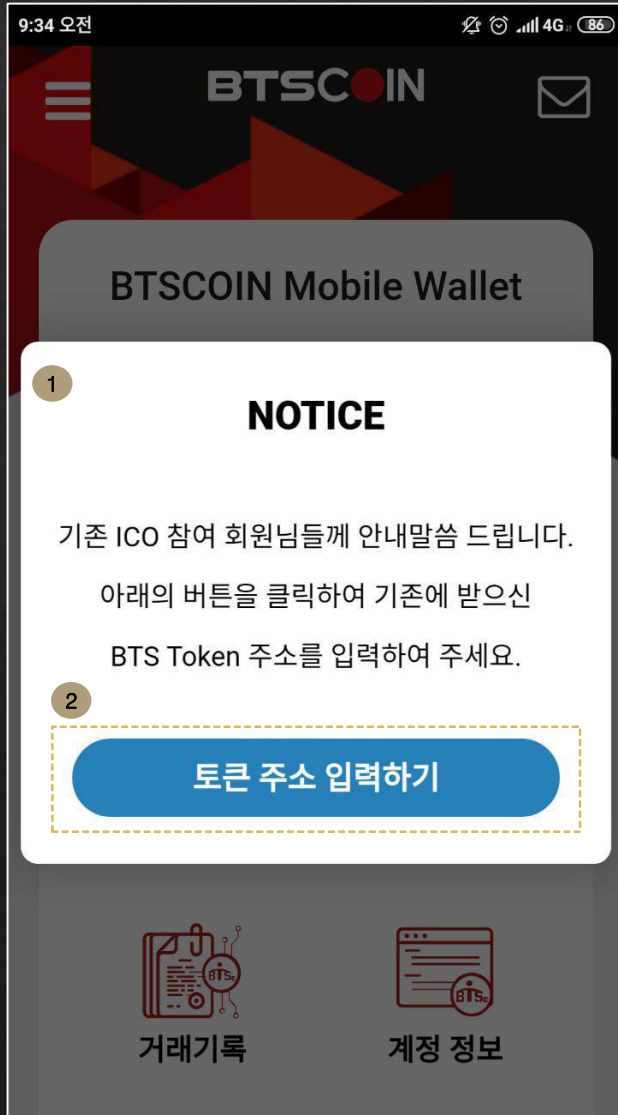 9:34 오전
4G 86
BTSCOIN
BTSCOIN Mobile Wallet
1
NOTICE
기존 ICO 참여 회원님들께 안내말씀 드립니다.
아래의 버튼을 클릭하여 기존에 받으신
BTS Token 주소를 입력하여 주세요.
2
토큰 주소 입력하기
BTSc
BTSc
거래기록
계정 정보